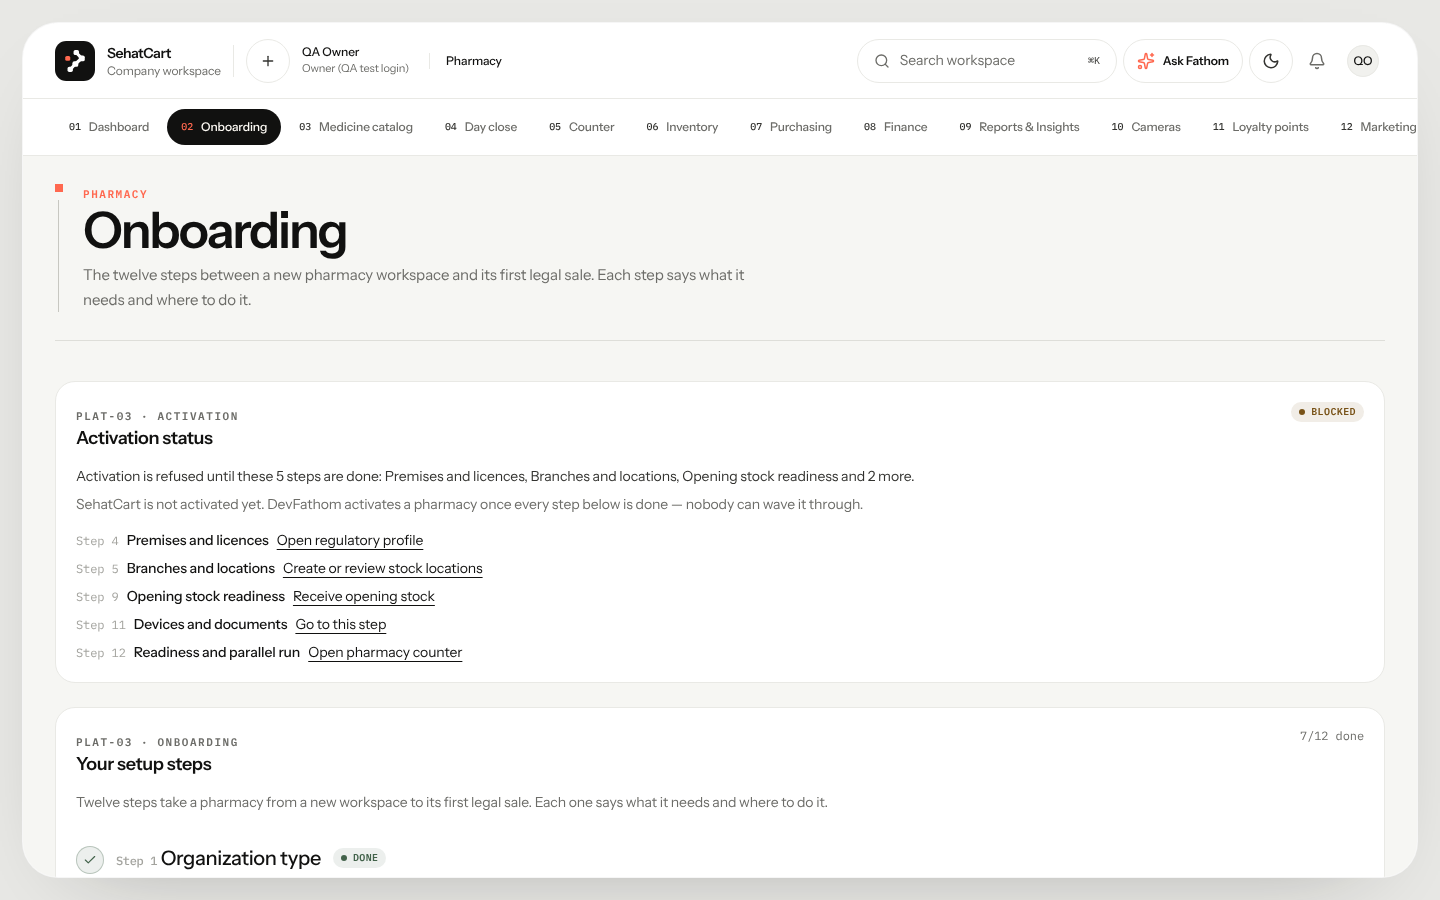 SehatCart
Company workspace
QA Owner
Owner (QA test login)
Pharmacy
Search workspace
⌘K
Ask Fathom
QO
01 Dashboard
02 Onboarding
03 Medicine catalog
04 Day close
05 Counter
06 Inventory
07 Purchasing
08 Finance
09 Reports & Insights
10 Cameras
11 Loyalty points
12 Marketing
PHARMACY
Onboarding
The twelve steps between a new pharmacy workspace and its first legal sale. Each step says what it
needs and where to do it.
PLAT-03 · ACTIVATION
BLOCKED
Activation status
Activation is refused until these 5 steps are done: Premises and licences, Branches and locations, Opening stock readiness and 2 more.
SehatCart is not activated yet. DevFathom activates a pharmacy once every step below is done — nobody can wave it through.
Step 4 Premises and licences Open regulatory profile
Step 5 Branches and locations Create or review stock locations
Step 9 Opening stock readiness Receive opening stock
Step 11 Devices and documents Go to this step
Step 12 Readiness and parallel run Open pharmacy counter
PLAT-03 · ONBOARDING
7/12 done
Your setup steps
Twelve steps take a pharmacy from a new workspace to its first legal sale. Each one says what it needs and where to do it.
Step 1 Organization type DONE